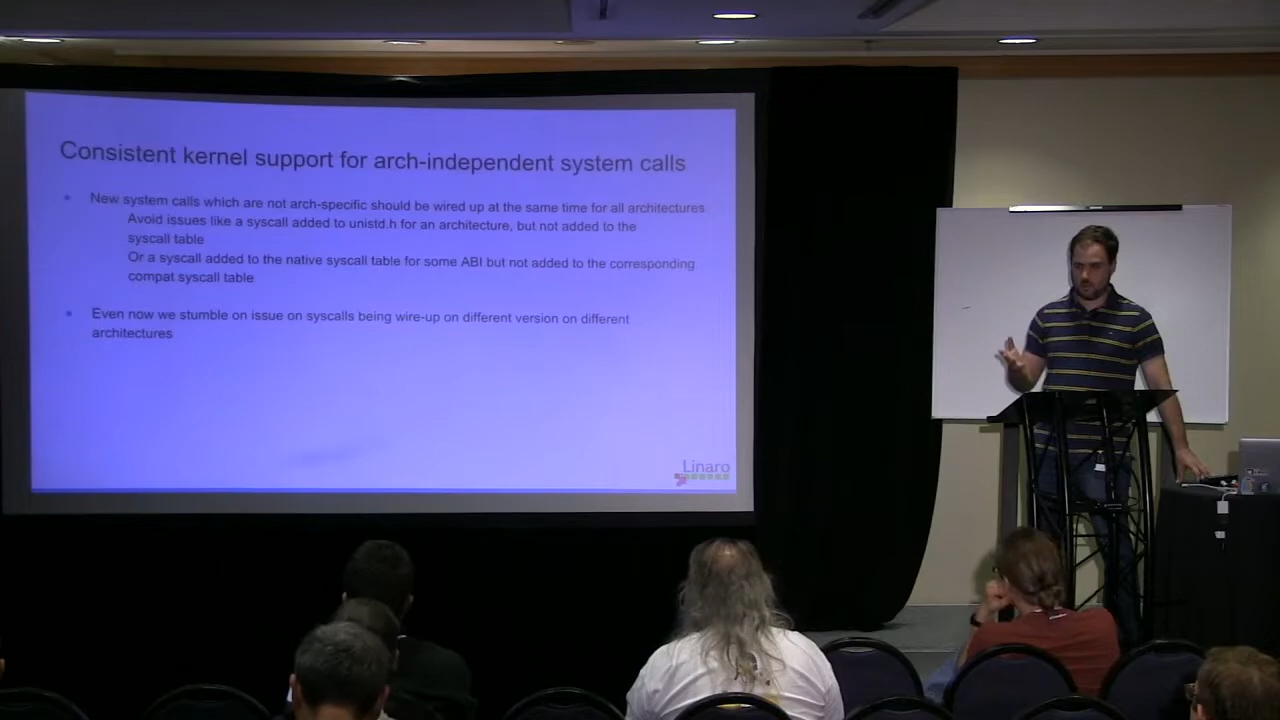 Consistent kernel support for arch-independent system calls
New system calls which are not arch-specific should be wired up at the same time for all architectures
Avoid issues like a syscall added to unistd.h for an architecture, but not added to the
syscall table
Or a syscall added to the native syscall table for some ABI but not added to the corresponding
compat syscall table
Even now we stumble on issue on syscalls being wire-up on different version on different
architectures
Linaro